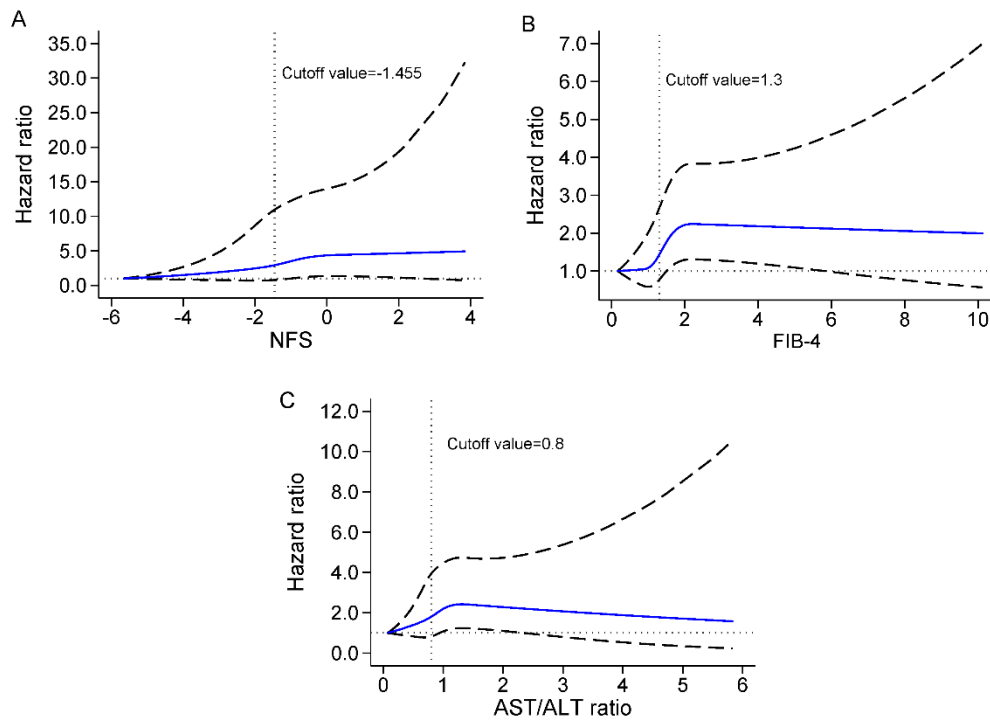 A
Hazard ratio
35.0
30.0
25.0
20.0
15.0
10.0
5.0
0.0
Cutoff value=-1.455
-6 -4 -2 0 2 4
NFS
B
Hazard ratio
7.0
6.0
5.0
4.0
3.0
2.0
1.0
Cutoff value=1.3
0 2 4 6 8 10
FIB-4
C
Hazard ratio
12.0
10.0
8.0
6.0
4.0
2.0
0.0
Cutoff value=0.8
0 1 2 3 4 5 6
AST/ALT ratio